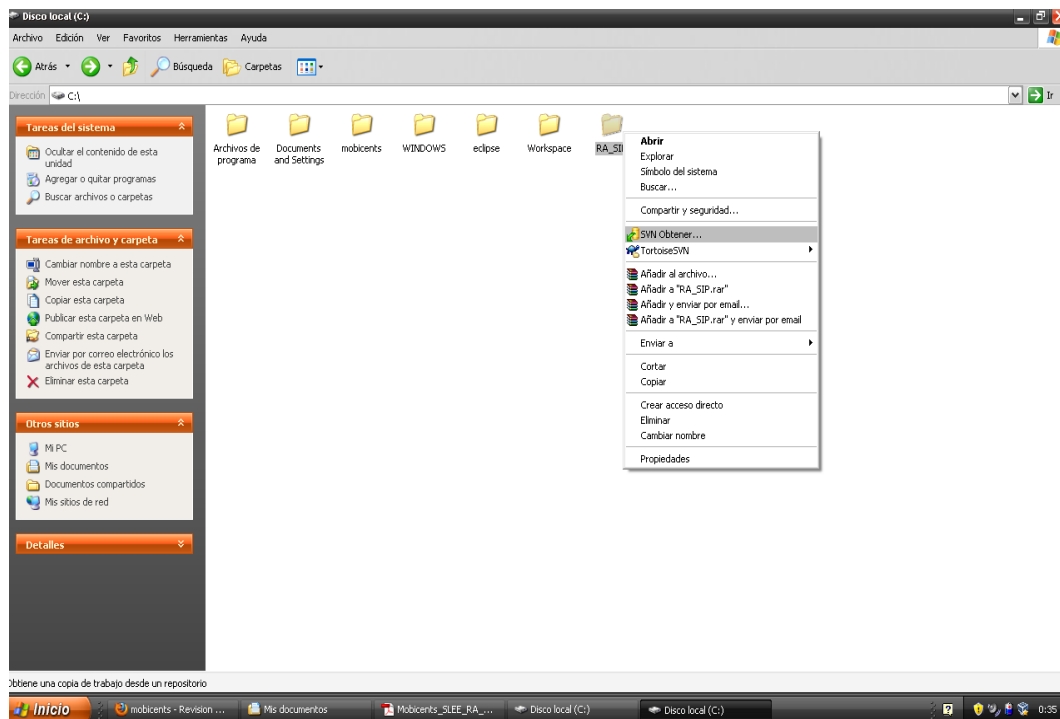 Disco local (C:)
Archivo Edición Ver Favoritos Herramientas Ayuda
Atrás Búsqueda Carpetas
Dirección C:\ Ir
Tareas del sistema
Ocultar el contenido de esta
unidad
Agregar o quitar programas
Buscar archivos o carpetas
Tareas de archivo y carpeta
Cambiar nombre a esta carpeta
Mover esta carpeta
Copiar esta carpeta
Publicar esta carpeta en Web
Compartir esta carpeta
Enviar por correo electrónico los
archivos de esta carpeta
Eliminar esta carpeta
Otros sitios
Mi PC
Mis documentos
Documentos compartidos
Mis sitios de red
Detalles
Archivos de
programa
Documents
and Settings
mobicents
WINDOWS
eclipse
Workspace
RA_SI
Abrir
Explorar
Símbolo del sistema
Buscar...
Compartir y seguridad...
SVN Obtener...
TortoiseSVN
Añadir al archivo...
Añadir a "RA_SIP.rar"
Añadir y enviar por email...
Añadir a "RA_SIP.rar" y enviar por email
Enviar a
Cortar
Copiar
Crear acceso directo
Eliminar
Cambiar nombre
Propiedades
Obtiene una copia de trabajo desde un repositorio
Inicio mobicents - Revision ... Mis documentos Mobicents_SLEE_RA_... Disco local (C:) Disco local (C:) 0:35